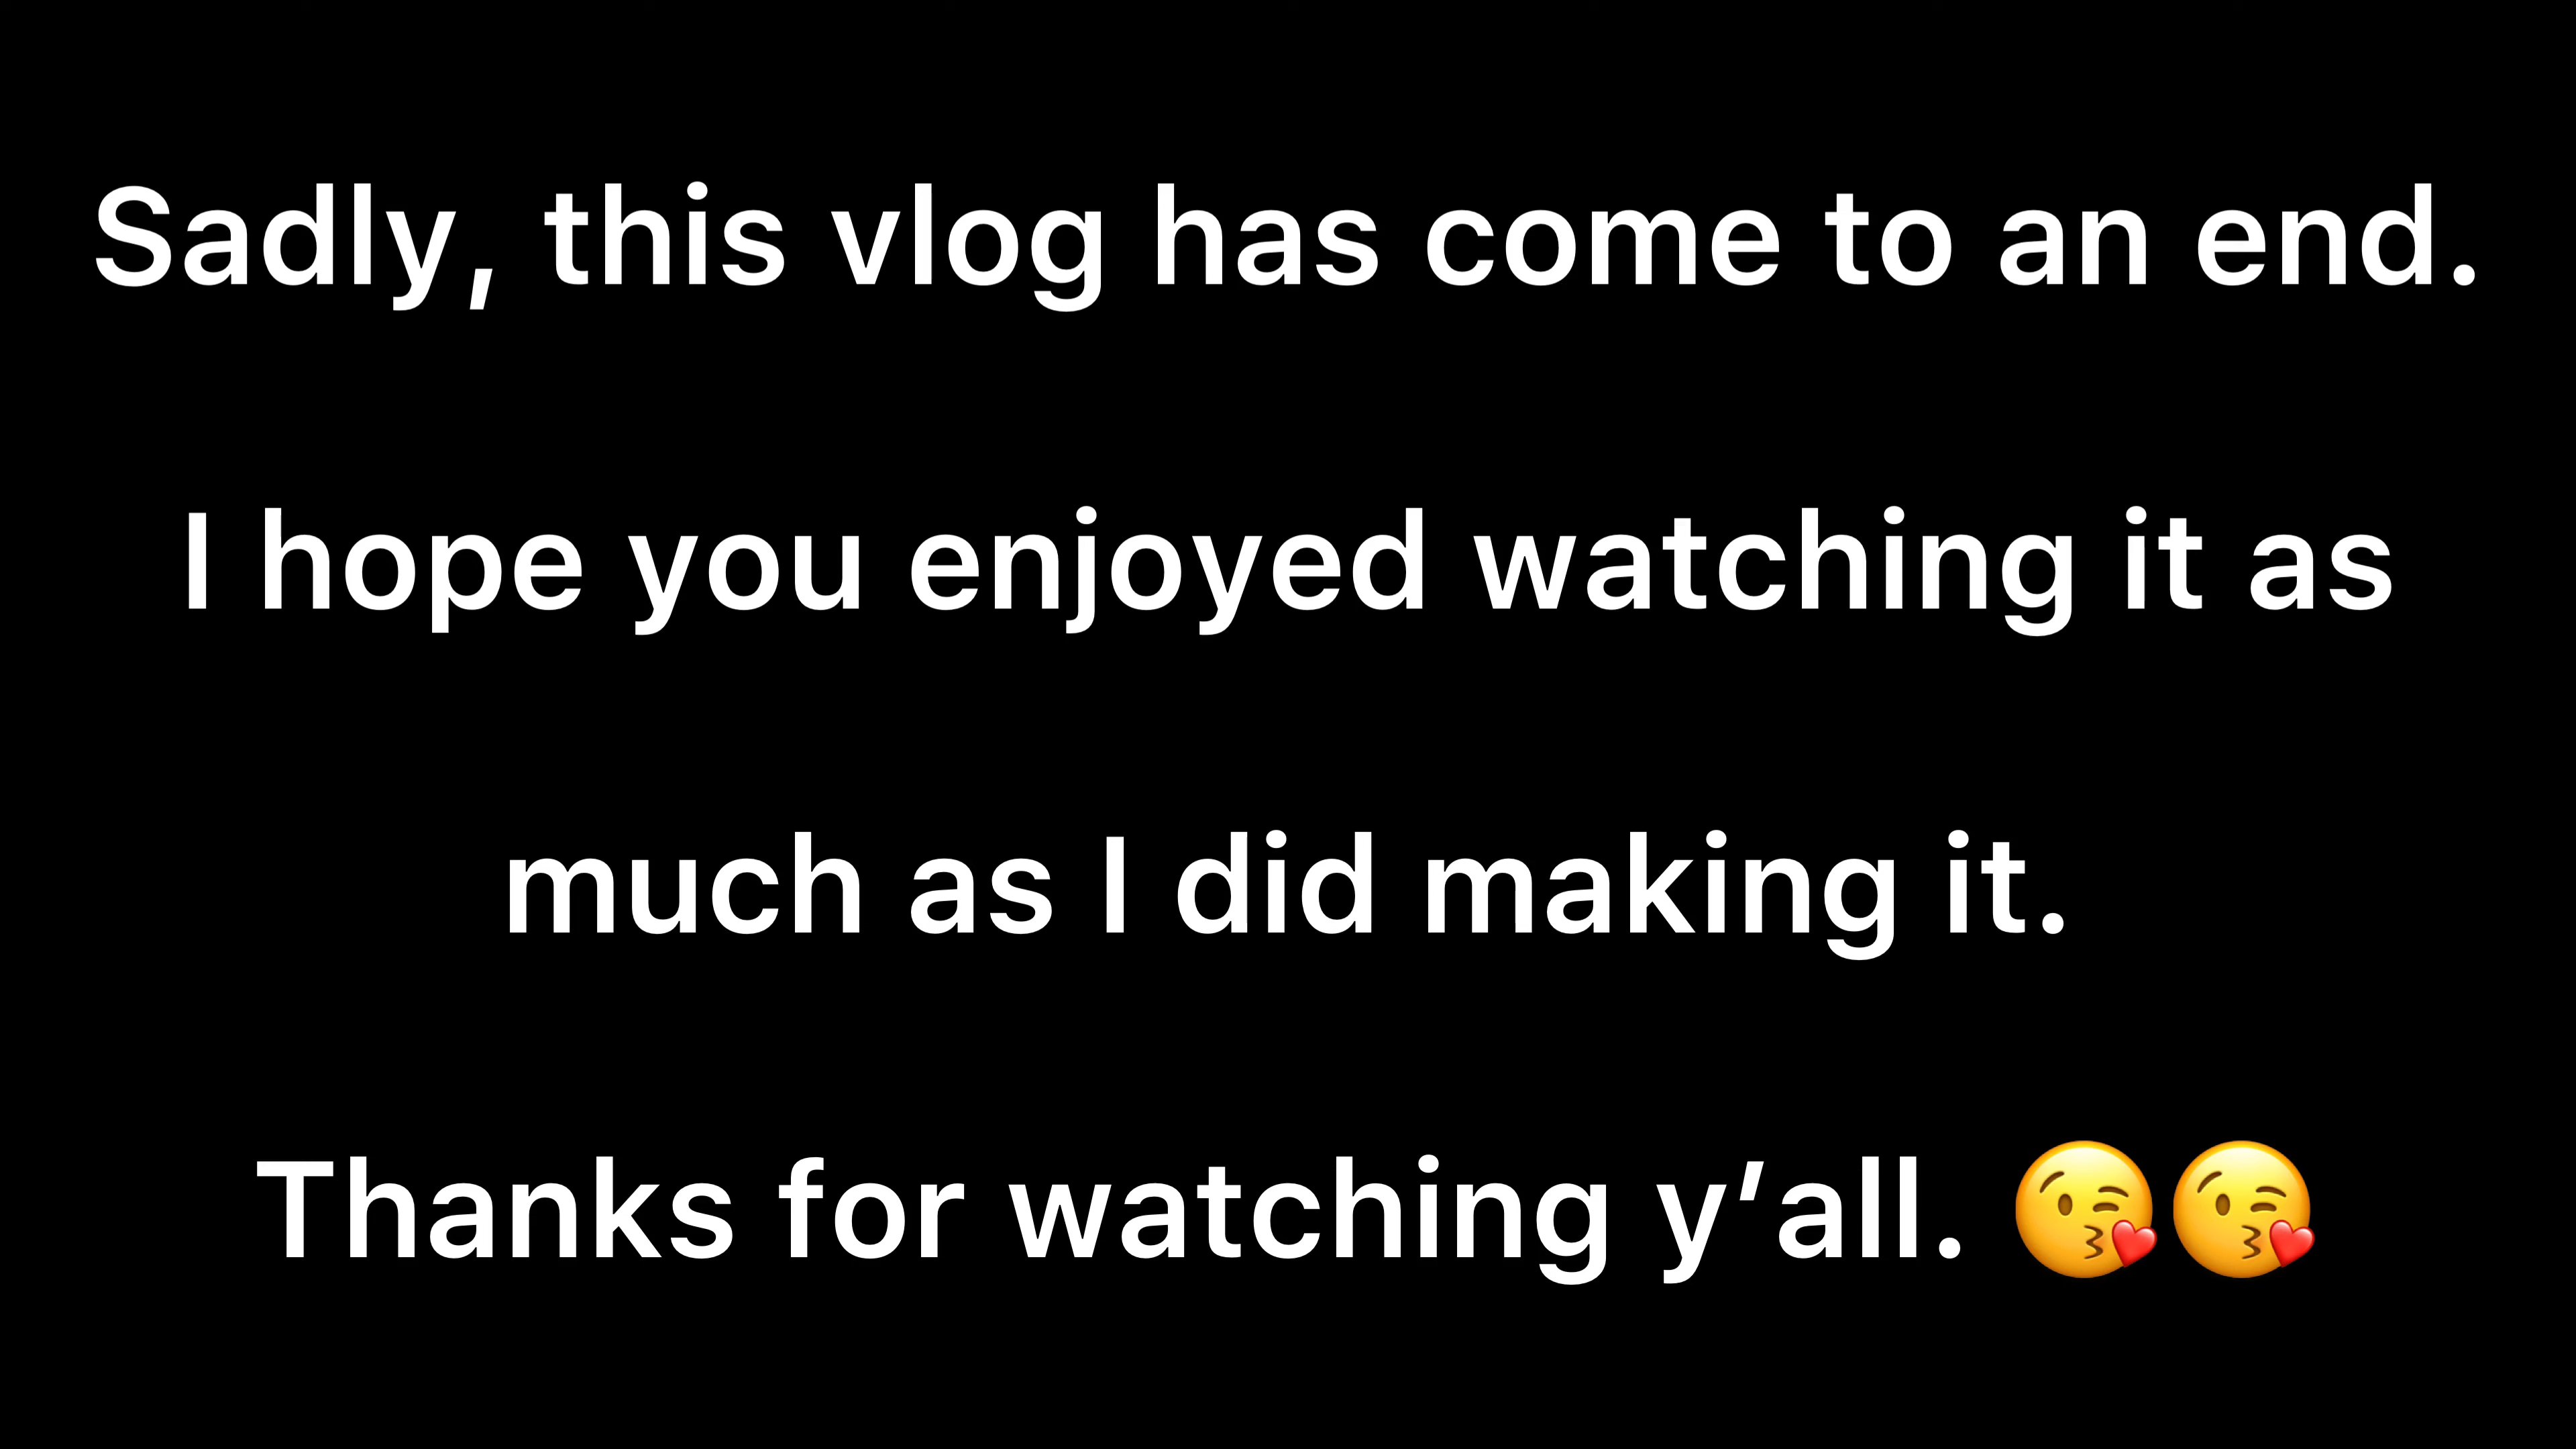 Sadly, this vlog has come to an end.
I hope you enjoyed watching it as
much as I did making it.
Thanks for watching y’all. 😘😘